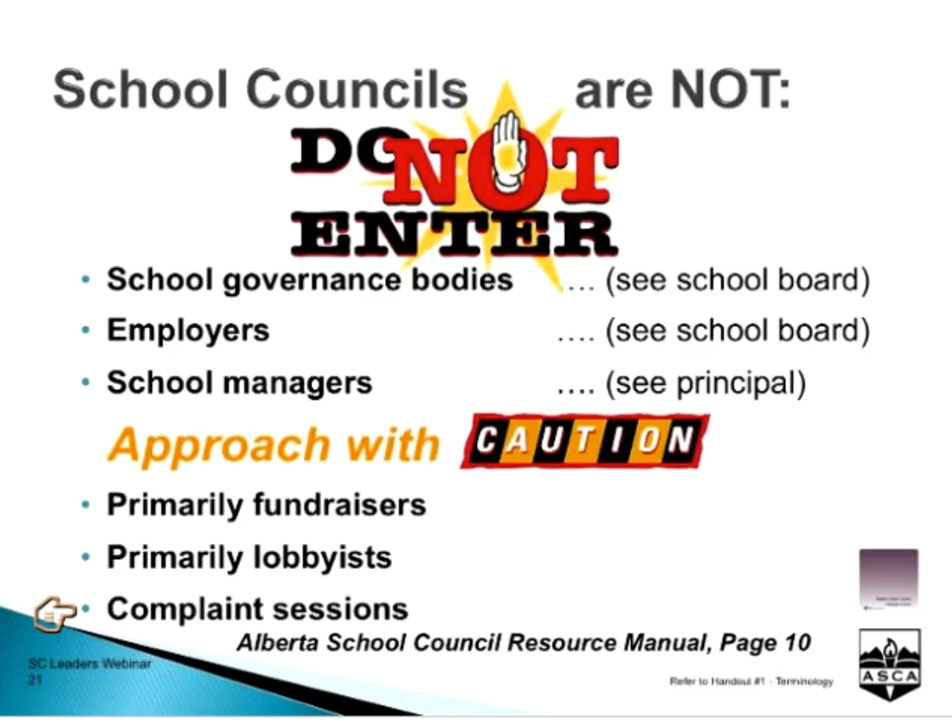 School Councils are NOT:
DO
NOT
ENTER
• School governance bodies …. (see school board)
• Employers …. (see school board)
• School managers …. (see principal)
Approach with CAUTION
• Primarily fundraisers
• Primarily lobbyists
• Complaint sessions
Alberta School Council Resource Manual, Page 10
SC Leaders Webinar
21
Refer to Handout #1 - Terminology
ASCA